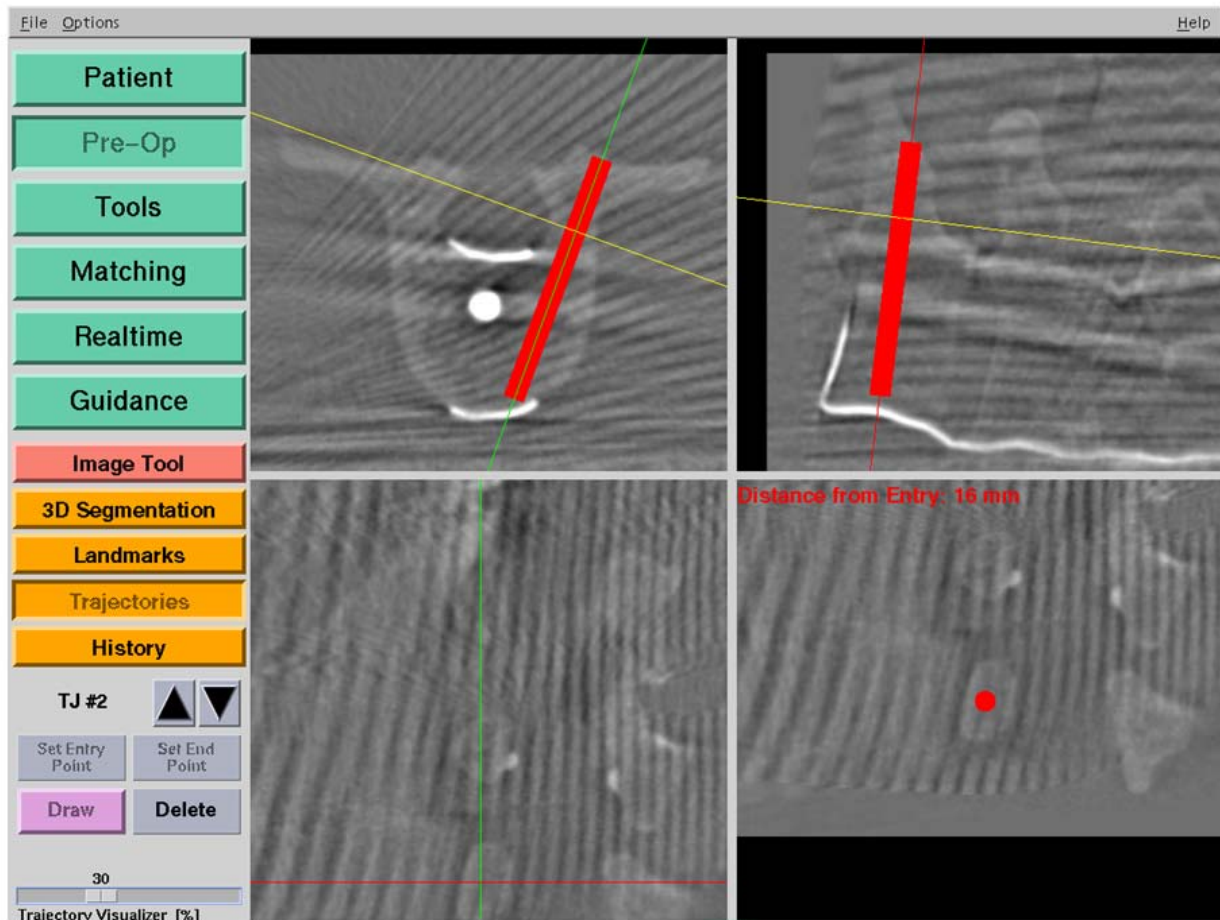 File Options Help
Patient
Pre-Op
Tools
Matching
Realtime
Guidance
Image Tool
3D Segmentation
Landmarks
Trajectories
History
TJ #2
Set Entry Point
Set End Point
Draw
Delete
30
Trajectory Visualizer [%]
Distance from Entry: 16 mm